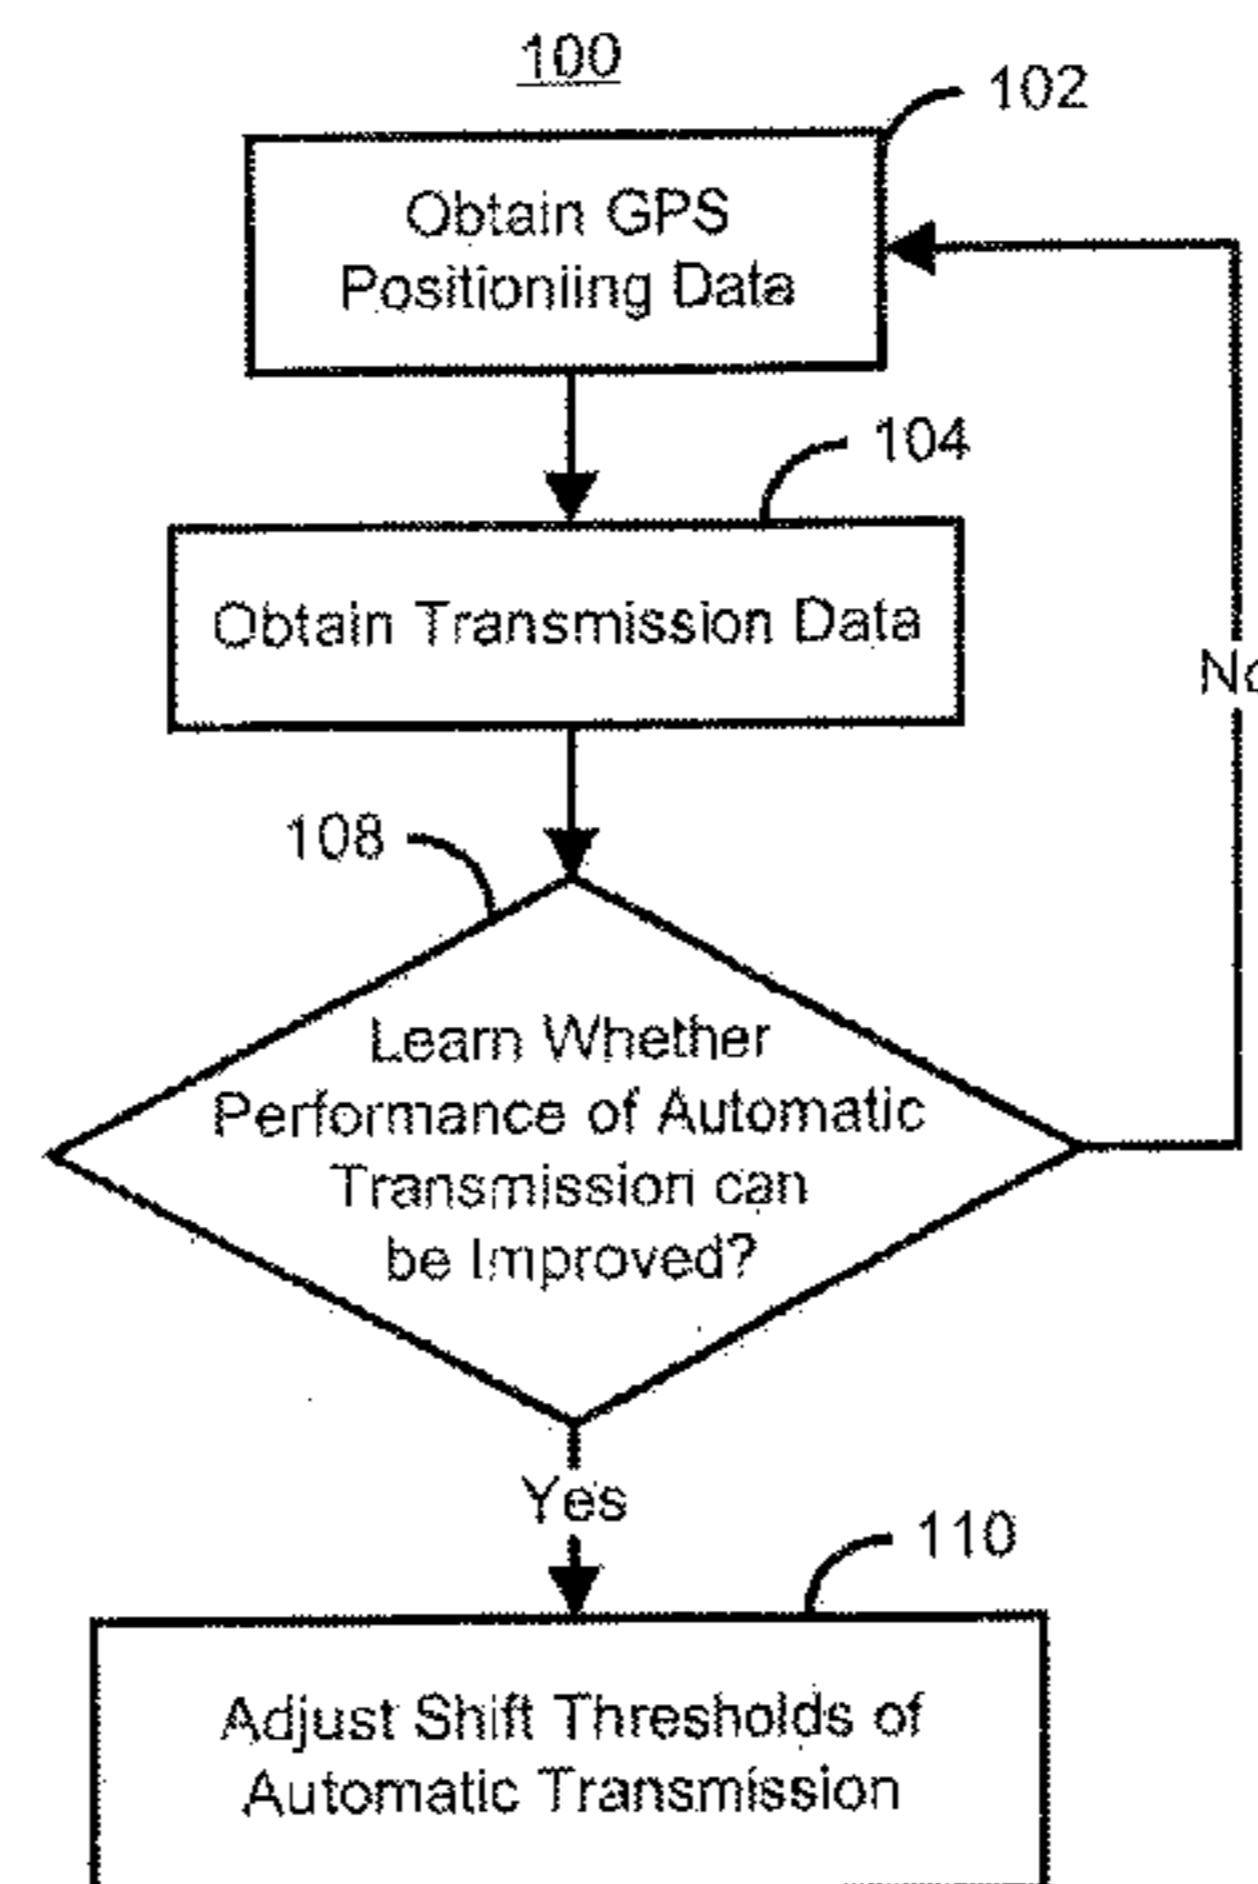 100
102
Obtain GPS
Positioniing Data
104
Obtain Transmission Data
No
108
Learn Whether
Performance of Automatic
Transmission can
be Improved?
Yes
110
Adjust Shift Thresholds of
Automatic Transmission